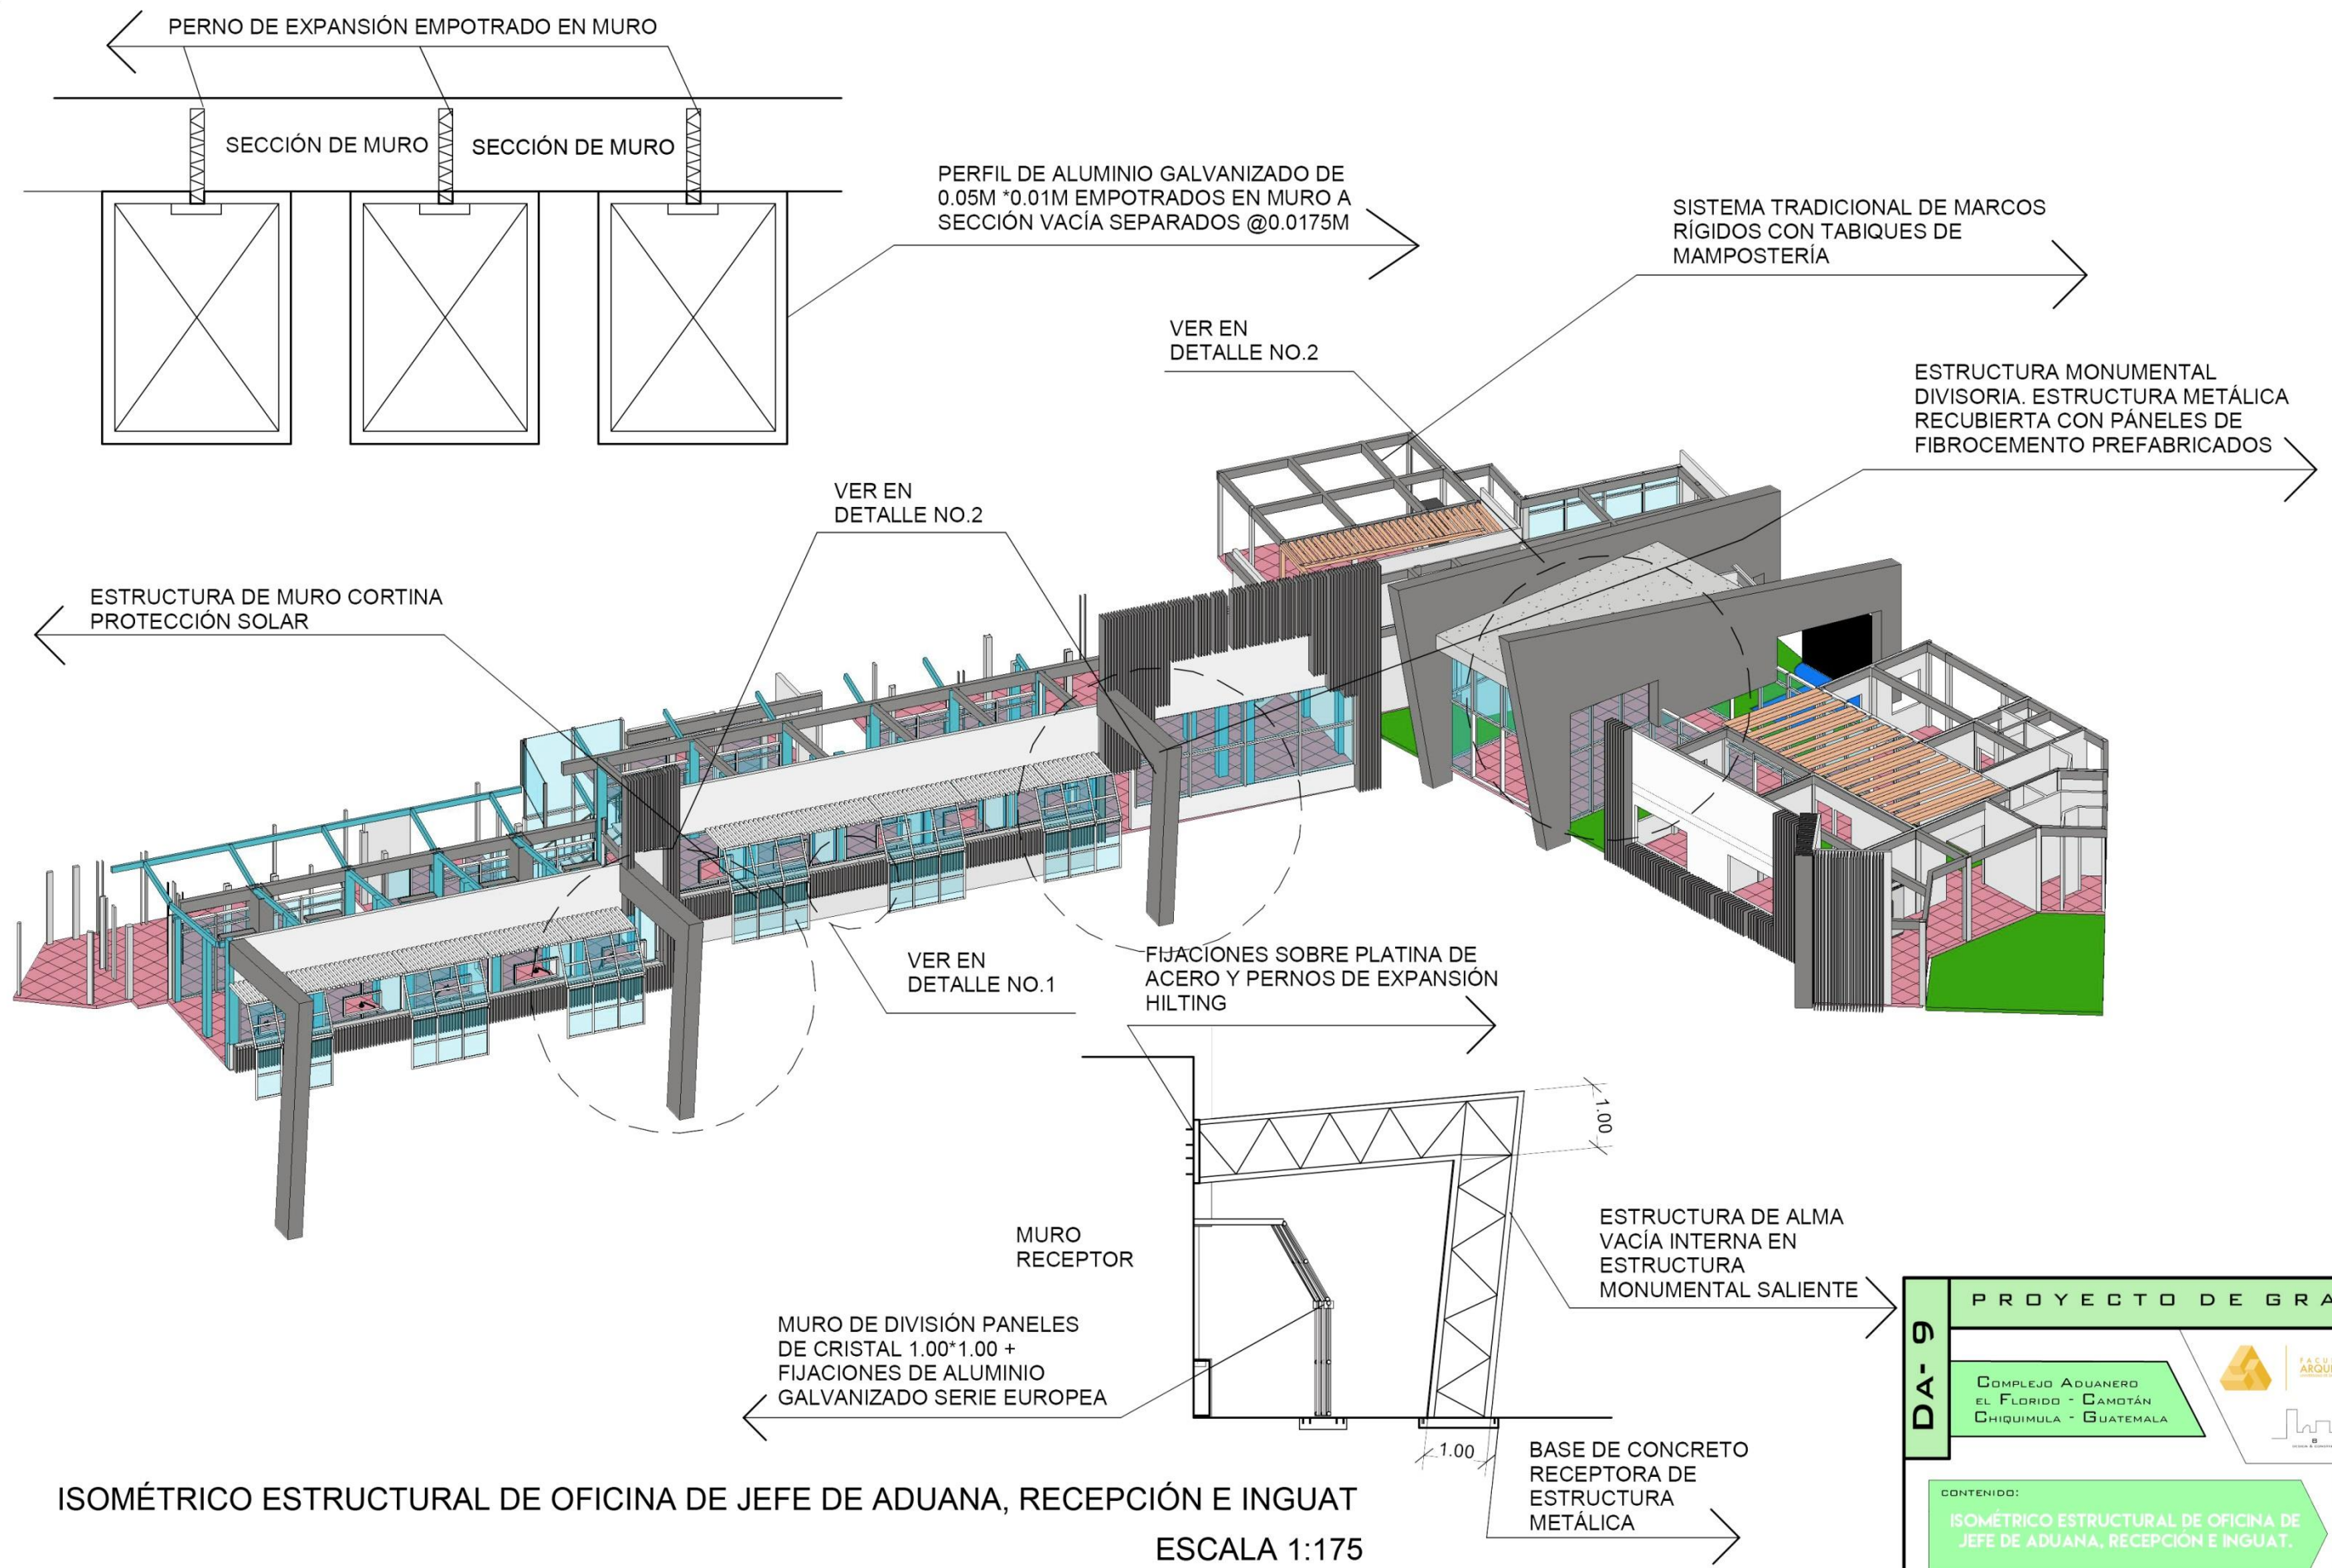 PERNO DE EXPANSIÓN EMPOTRADO EN MURO
SECCIÓN DE MURO
SECCIÓN DE MURO
PERFIL DE ALUMINIO GALVANIZADO DE
0.05M *0.01M EMPOTRADOS EN MURO A
SECCIÓN VACÍA SEPARADOS @0.0175M
SISTEMA TRADICIONAL DE MARCOS
RÍGIDOS CON TABIQUES DE
MAMPOSTERÍA
VER EN
DETALLE NO.2
ESTRUCTURA MONUMENTAL
DIVISORIA. ESTRUCTURA METÁLICA
RECUBIERTA CON PÁNELES DE
FIBROCEMENTO PREFABRICADOS
VER EN
DETALLE NO.2
ESTRUCTURA DE MURO CORTINA
PROTECCIÓN SOLAR
VER EN
DETALLE NO.1
FIJACIONES SOBRE PLATINA DE
ACERO Y PERNOS DE EXPANSIÓN
HILTING
1.00
MURO
RECEPTOR
ESTRUCTURA DE ALMA
VACÍA INTERNA EN
ESTRUCTURA
MONUMENTAL SALIENTE
MURO DE DIVISIÓN PANELES
DE CRISTAL 1.00*1.00 +
FIJACIONES DE ALUMINIO
GALVANIZADO SERIE EUROPEA
1.00
BASE DE CONCRETO
RECEPTORA DE
ESTRUCTURA
METÁLICA
ISOMÉTRICO ESTRUCTURAL DE OFICINA DE JEFE DE ADUANA, RECEPCIÓN E INGUAT
ESCALA 1:175
DA- 9
PROYECTO DE GRA
COMPLEJO ADUANERO
EL FLORIDO - CAMOTÁN
CHIQUIMULA - GUATEMALA
FACU
ARQU
CONTENIDO:
ISOMÉTRICO ESTRUCTURAL DE OFICINA DE
JEFE DE ADUANA, RECEPCIÓN E INGUAT.